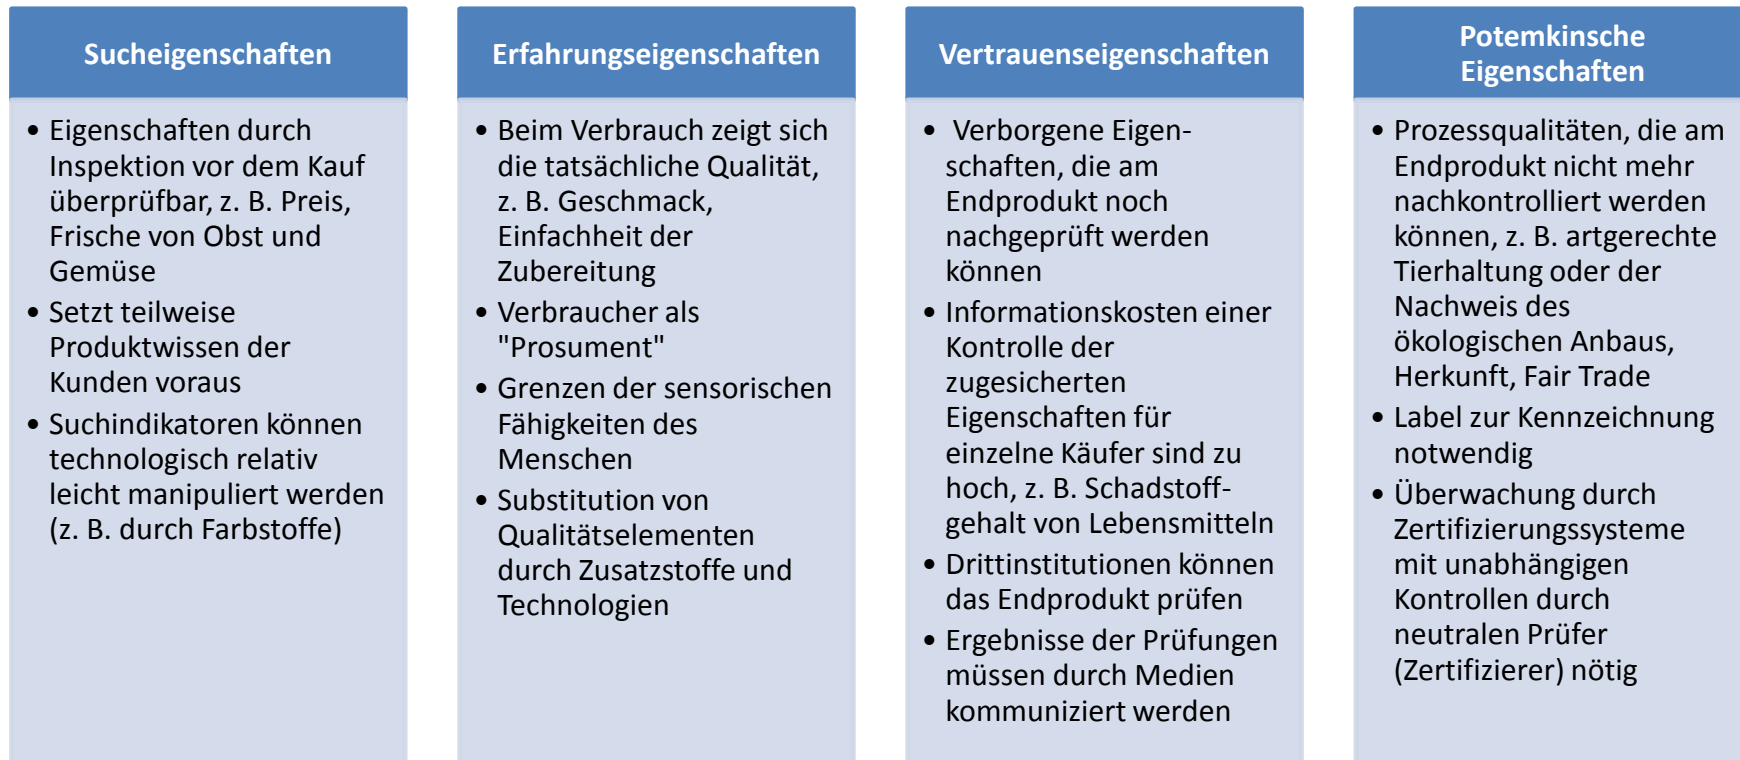 Sucheigenschaften
• Eigenschaften durch
Inspektion vor dem Kauf
überprüfbar, z. B. Preis,
Frische von Obst und
Gemüse
• Setzt teilweise
Produktwissen der
Kunden voraus
• Suchindikatoren können
technologisch relativ
leicht manipuliert werden
(z. B. durch Farbstoffe)
Erfahrungseigenschaften
• Beim Verbrauch zeigt sich
die tatsächliche Qualität,
z. B. Geschmack,
Einfachheit der
Zubereitung
• Verbraucher als
"Prosument"
• Grenzen der sensorischen
Fähigkeiten des
Menschen
• Substitution von
Qualitätselementen
durch Zusatzstoffe und
Technologien
Vertrauenseigenschaften
• Verborgene Eigen-
schaften, die am
Endprodukt noch
nachgeprüft werden
können
• Informationskosten einer
Kontrolle der
zugesicherten
Eigenschaften für
einzelne Käufer sind zu
hoch, z. B. Schadstoff-
gehalt von Lebensmitteln
• Drittinstitutionen können
das Endprodukt prüfen
• Ergebnisse der Prüfungen
müssen durch Medien
kommuniziert werden
Potemkinsche
Eigenschaften
• Prozessqualitäten, die am
Endprodukt nicht mehr
nachkontrolliert werden
können, z. B. artgerechte
Tierhaltung oder der
Nachweis des
ökologischen Anbaus,
Herkunft, Fair Trade
• Label zur Kennzeichnung
notwendig
• Überwachung durch
Zertifizierungssysteme
mit unabhängigen
Kontrollen durch
neutralen Prüfer
(Zertifizierer) nötig